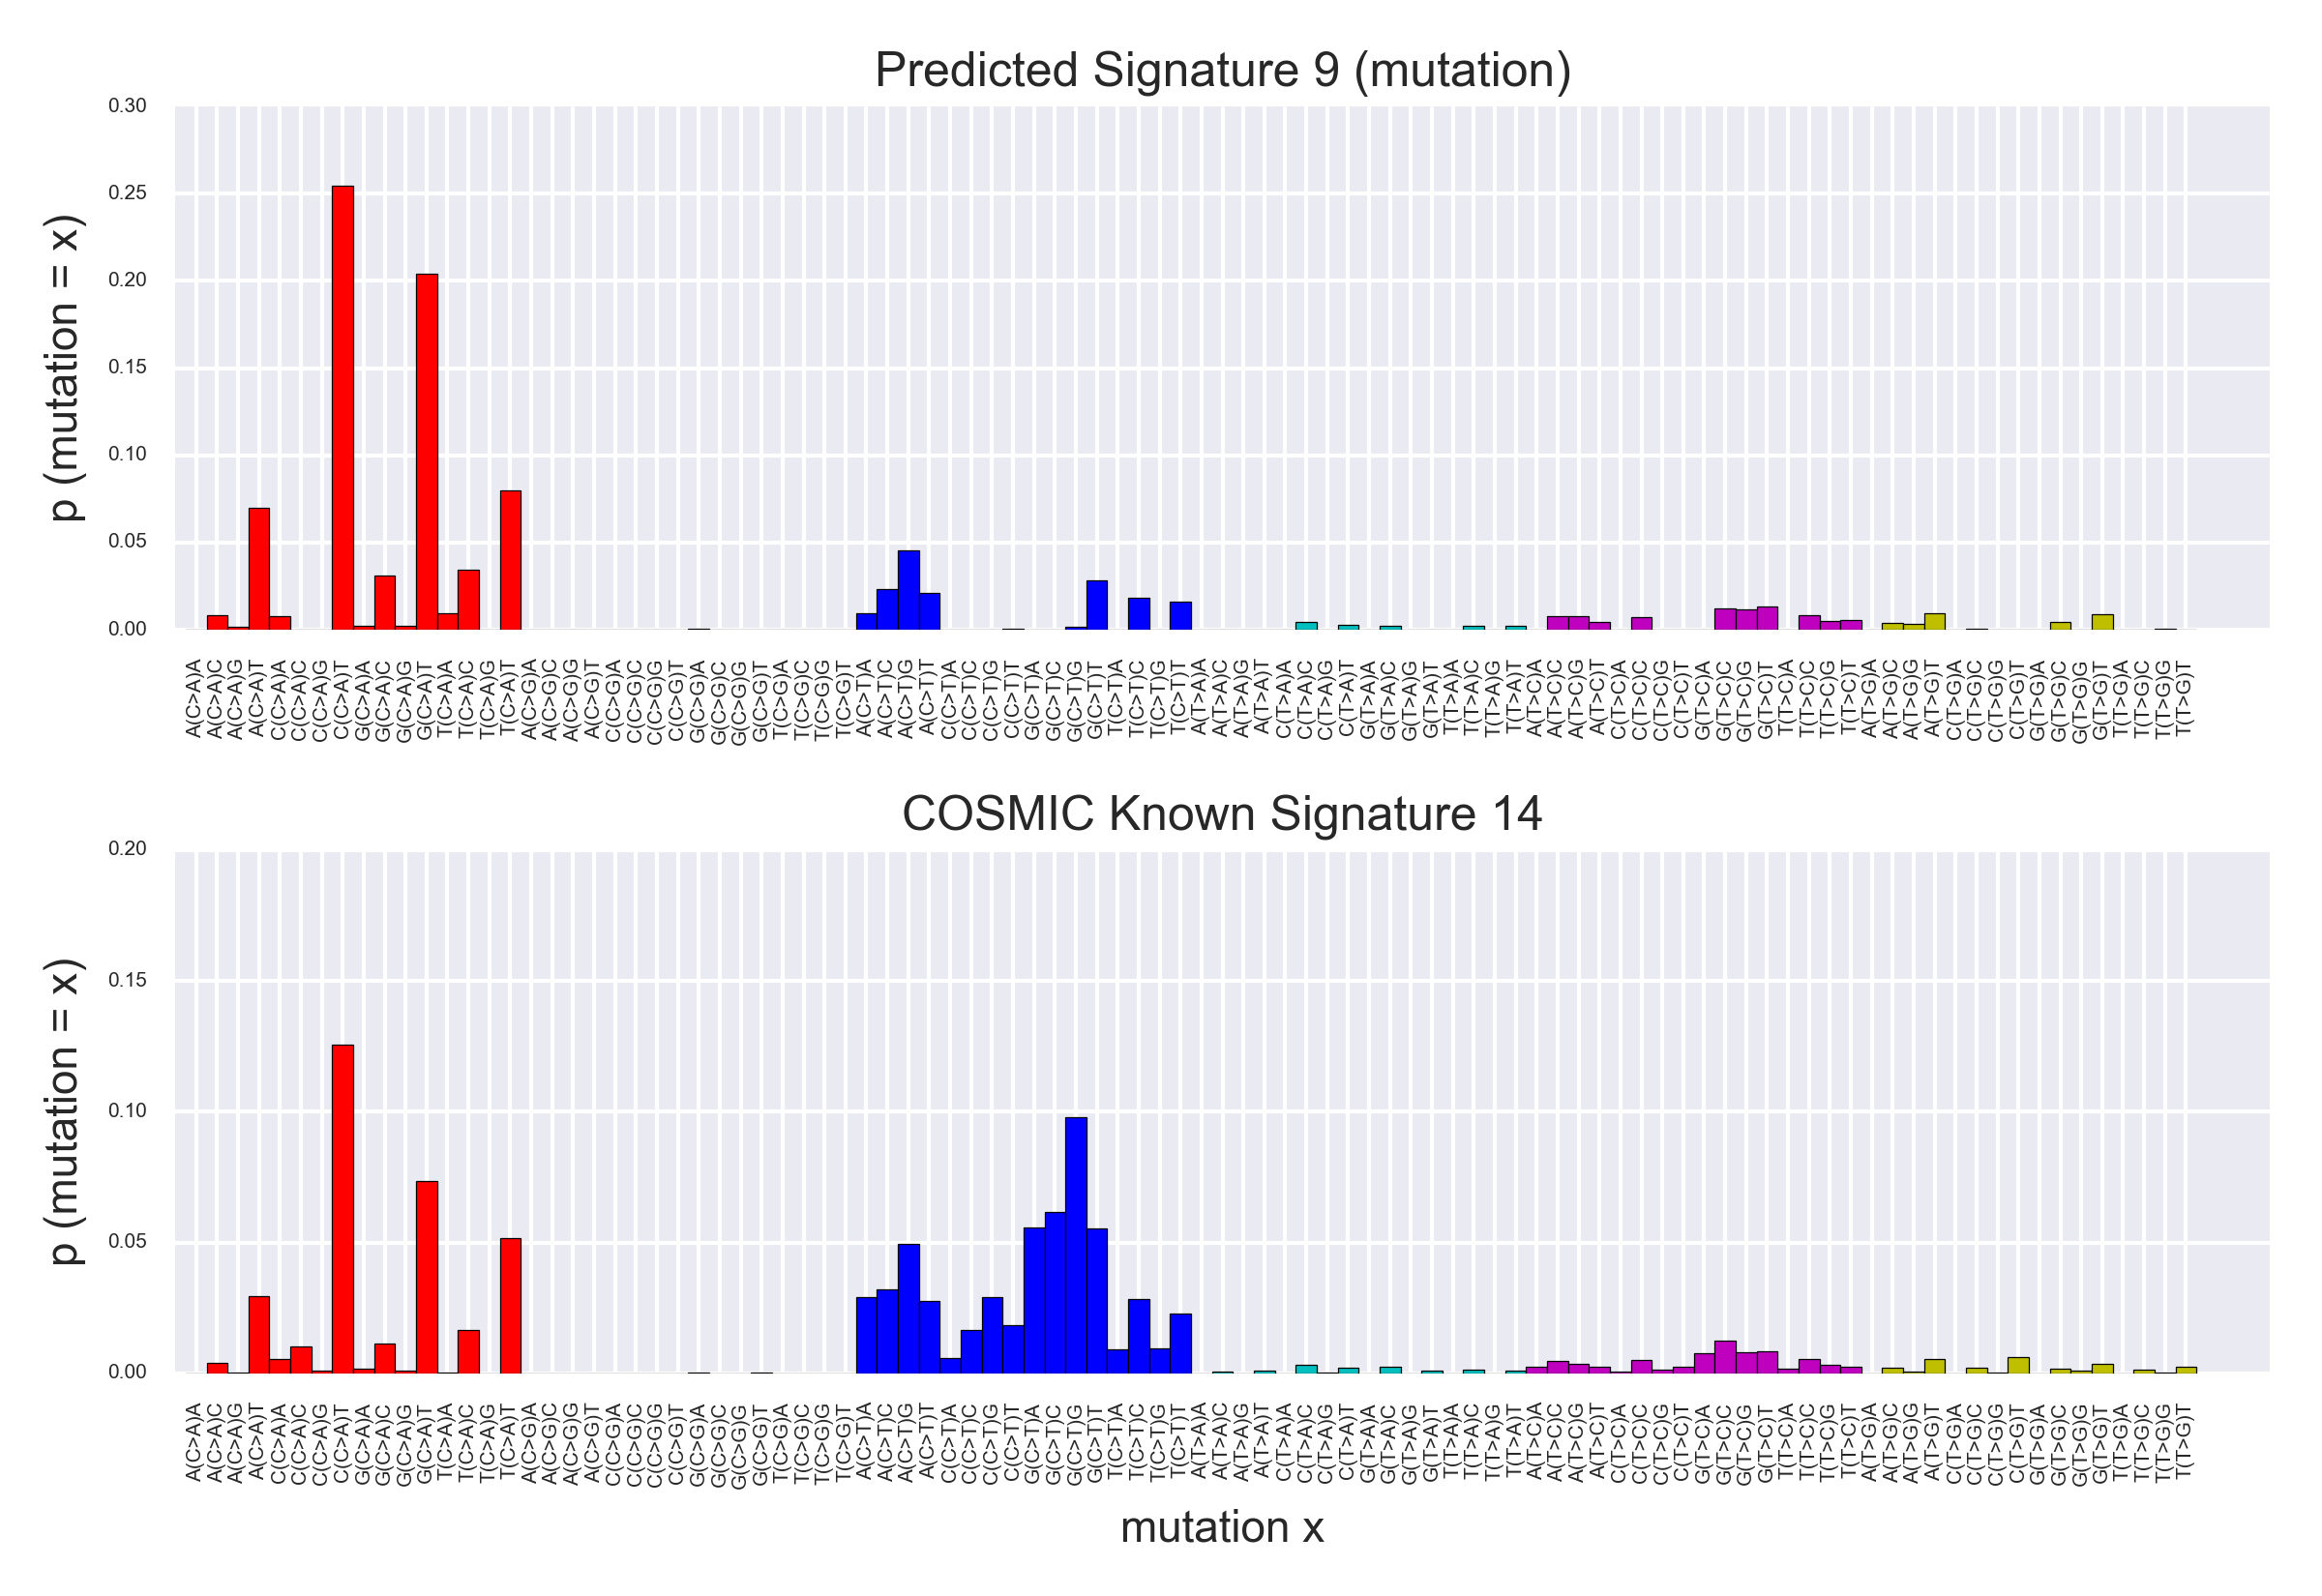 Predicted Signature 9 (mutation)
p (mutation = x)
0.30
0.25
0.20
0.15
0.10
0.05
0.00
A(C>A)A A(C>A)C A(C>A)G A(C>A)T C(C>A)A C(C>A)C C(C>A)G C(C>A)T G(C>A)A G(C>A)C G(C>A)G G(C>A)T T(C>A)A T(C>A)C T(C>A)G T(C>A)T A(C>G)A A(C>G)C A(C>G)G A(C>G)T C(C>G)A C(C>G)C C(C>G)G C(C>G)T G(C>G)A G(C>G)C G(C>G)G G(C>G)T T(C>G)A T(C>G)C T(C>G)G T(C>G)T A(C>T)A A(C>T)C A(C>T)G A(C>T)T C(C>T)A C(C>T)C C(C>T)G C(C>T)T G(C>T)A G(C>T)C G(C>T)G G(C>T)T T(C>T)A T(C>T)C T(C>T)G T(C>T)T A(T>A)A A(T>A)C A(T>A)G A(T>A)T C(T>A)A C(T>A)C C(T>A)G C(T>A)T G(T>A)A G(T>A)C G(T>A)G G(T>A)T T(T>A)A T(T>A)C T(T>A)G T(T>A)T A(T>C)A A(T>C)C A(T>C)G A(T>C)T C(T>C)A C(T>C)C C(T>C)G C(T>C)T G(T>C)A G(T>C)C G(T>C)G G(T>C)T T(T>C)A T(T>C)C T(T>C)G T(T>C)T A(T>G)A A(T>G)C A(T>G)G A(T>G)T C(T>G)A C(T>G)C C(T>G)G C(T>G)T G(T>G)A G(T>G)C G(T>G)G G(T>G)T T(T>G)A T(T>G)C T(T>G)G T(T>G)T
COSMIC Known Signature 14
p (mutation = x)
0.20
0.15
0.10
0.05
0.00
A(C>A)A A(C>A)C A(C>A)G A(C>A)T C(C>A)A C(C>A)C C(C>A)G C(C>A)T G(C>A)A G(C>A)C G(C>A)G G(C>A)T T(C>A)A T(C>A)C T(C>A)G T(C>A)T A(C>G)A A(C>G)C A(C>G)G A(C>G)T C(C>G)A C(C>G)C C(C>G)G C(C>G)T G(C>G)A G(C>G)C G(C>G)G G(C>G)T T(C>G)A T(C>G)C T(C>G)G T(C>G)T A(C>T)A A(C>T)C A(C>T)G A(C>T)T C(C>T)A C(C>T)C C(C>T)G C(C>T)T G(C>T)A G(C>T)C G(C>T)G G(C>T)T T(C>T)A T(C>T)C T(C>T)G T(C>T)T A(T>A)A A(T>A)C A(T>A)G A(T>A)T C(T>A)A C(T>A)C C(T>A)G C(T>A)T G(T>A)A G(T>A)C G(T>A)G G(T>A)T T(T>A)A T(T>A)C T(T>A)G T(T>A)T A(T>C)A A(T>C)C A(T>C)G A(T>C)T C(T>C)A C(T>C)C C(T>C)G C(T>C)T G(T>C)A G(T>C)C G(T>C)G G(T>C)T T(T>C)A T(T>C)C T(T>C)G T(T>C)T A(T>G)A A(T>G)C A(T>G)G A(T>G)T C(T>G)A C(T>G)C C(T>G)G C(T>G)T G(T>G)A G(T>G)C G(T>G)G G(T>G)T T(T>G)A T(T>G)C T(T>G)G T(T>G)T
mutation x